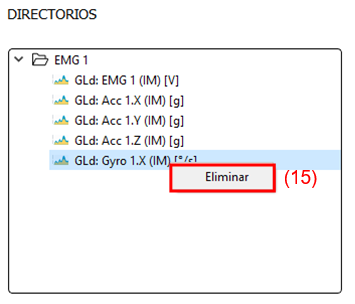 DIRECTORIOS
EMG 1
GLd: EMG 1 (IM) [V]
GLd: Acc 1.X (IM) [g]
GLd: Acc 1.Y (IM) [g]
GLd: Acc 1.Z (IM) [g]
GLd: Gyro 1.X (IM) [°/s]
Eliminar (15)